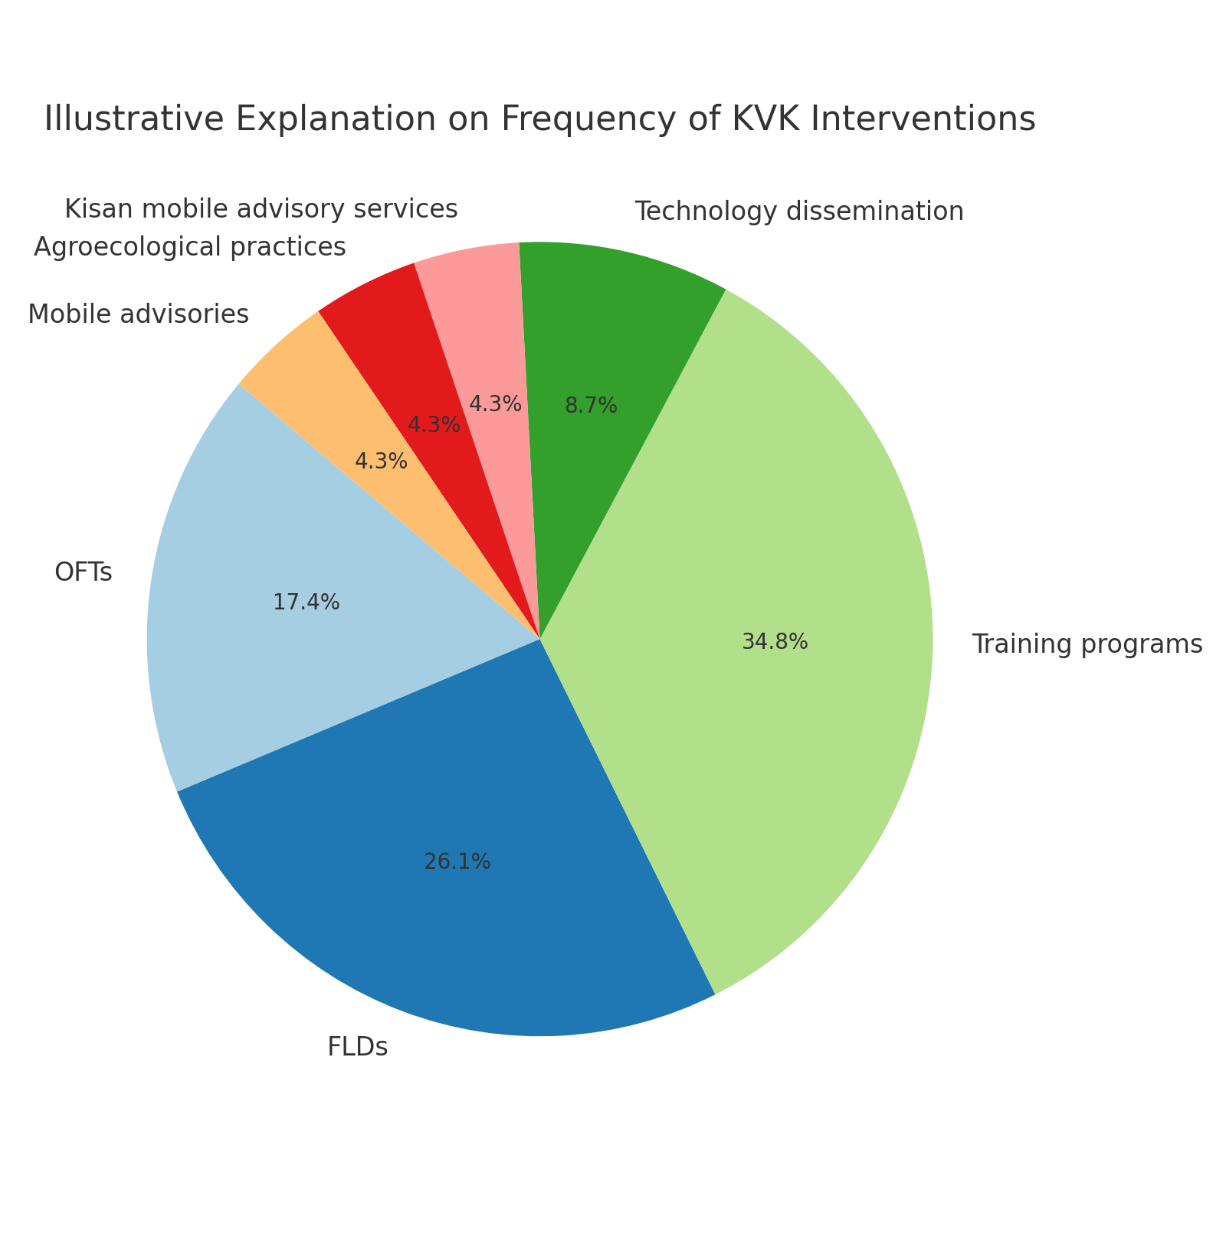 Illustrative Explanation on Frequency of KVK Interventions
Kisan mobile advisory services
Technology dissemination
Agroecological practices
Mobile advisories
4.3%
8.7%
4.3%
4.3%
OFTs
17.4%
34.8%
Training programs
26.1%
FLDs